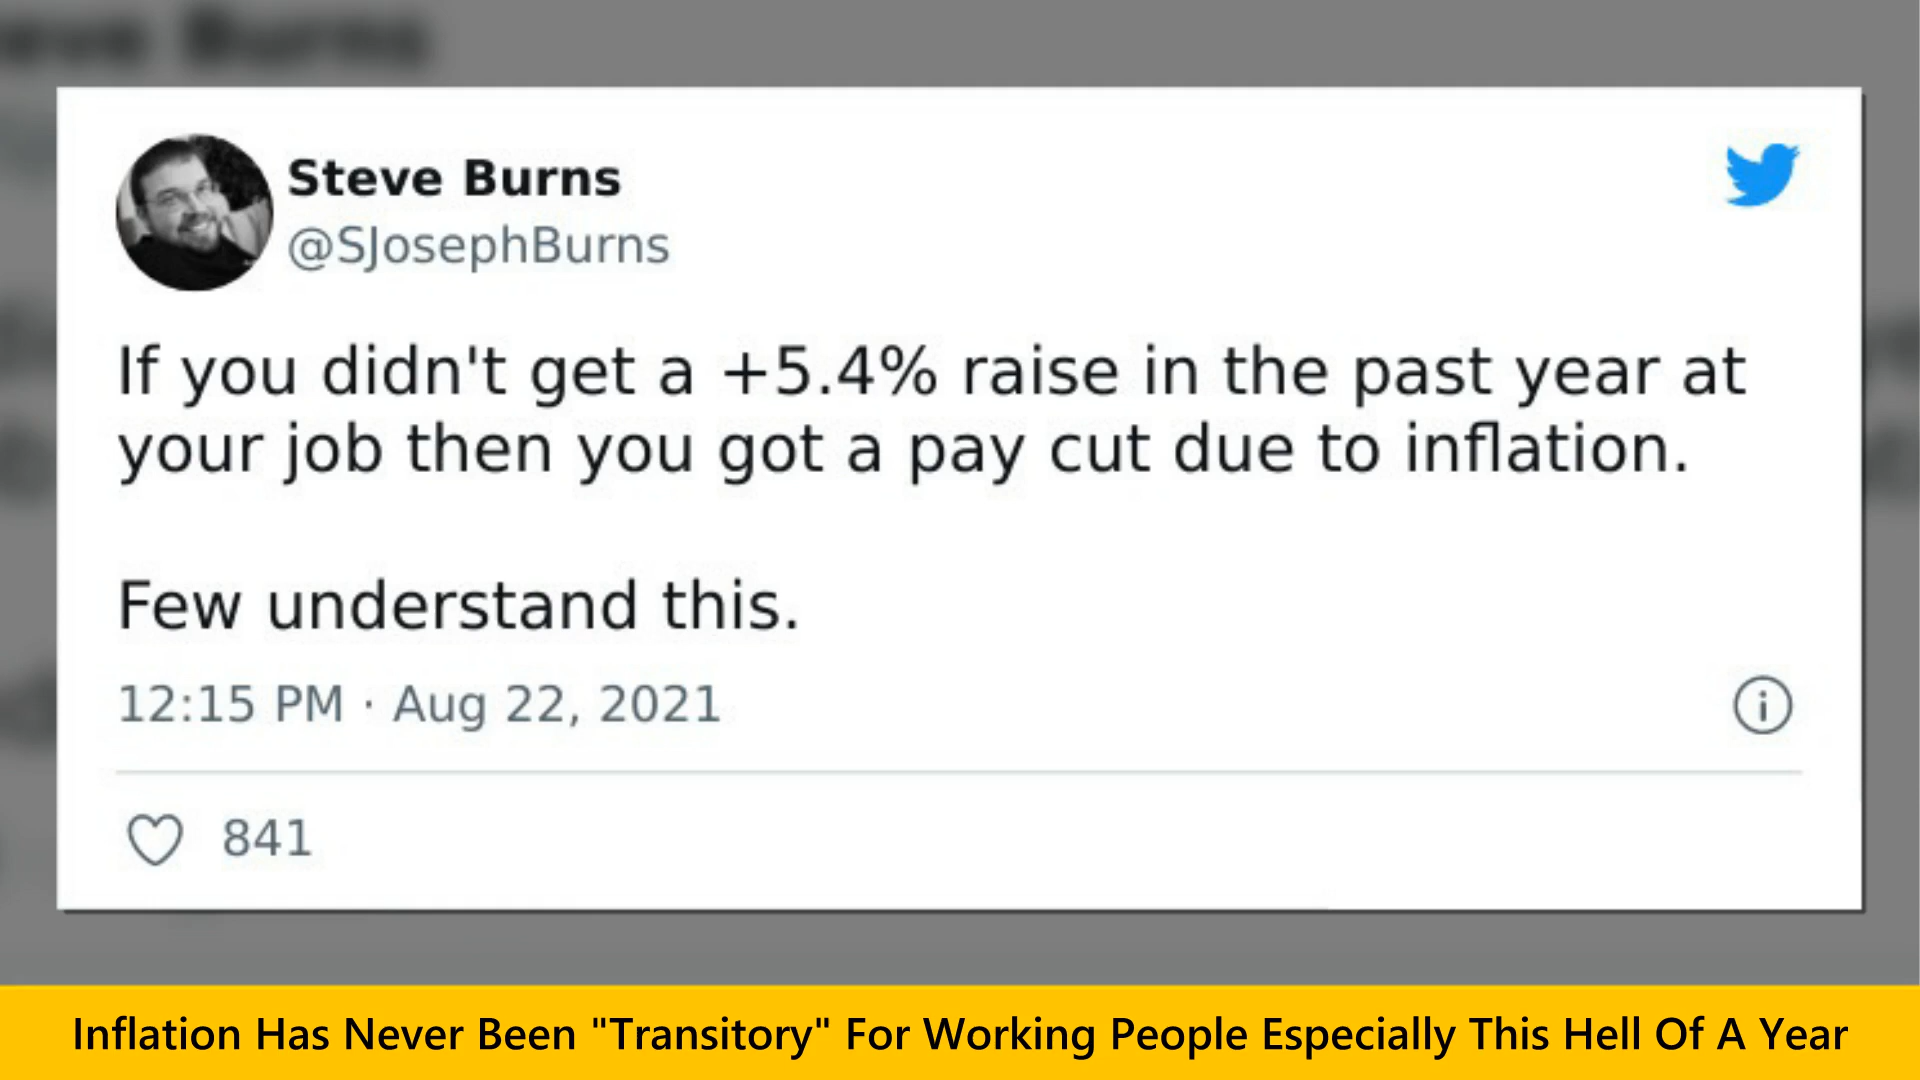 Steve Burns
@SJosephBurns
If you didn't get a +5.4% raise in the past year at
your job then you got a pay cut due to inflation.
Few understand this.
12:15 PM · Aug 22, 2021
841
Inflation Has Never Been "Transitory" For Working People Especially This Hell Of A Year